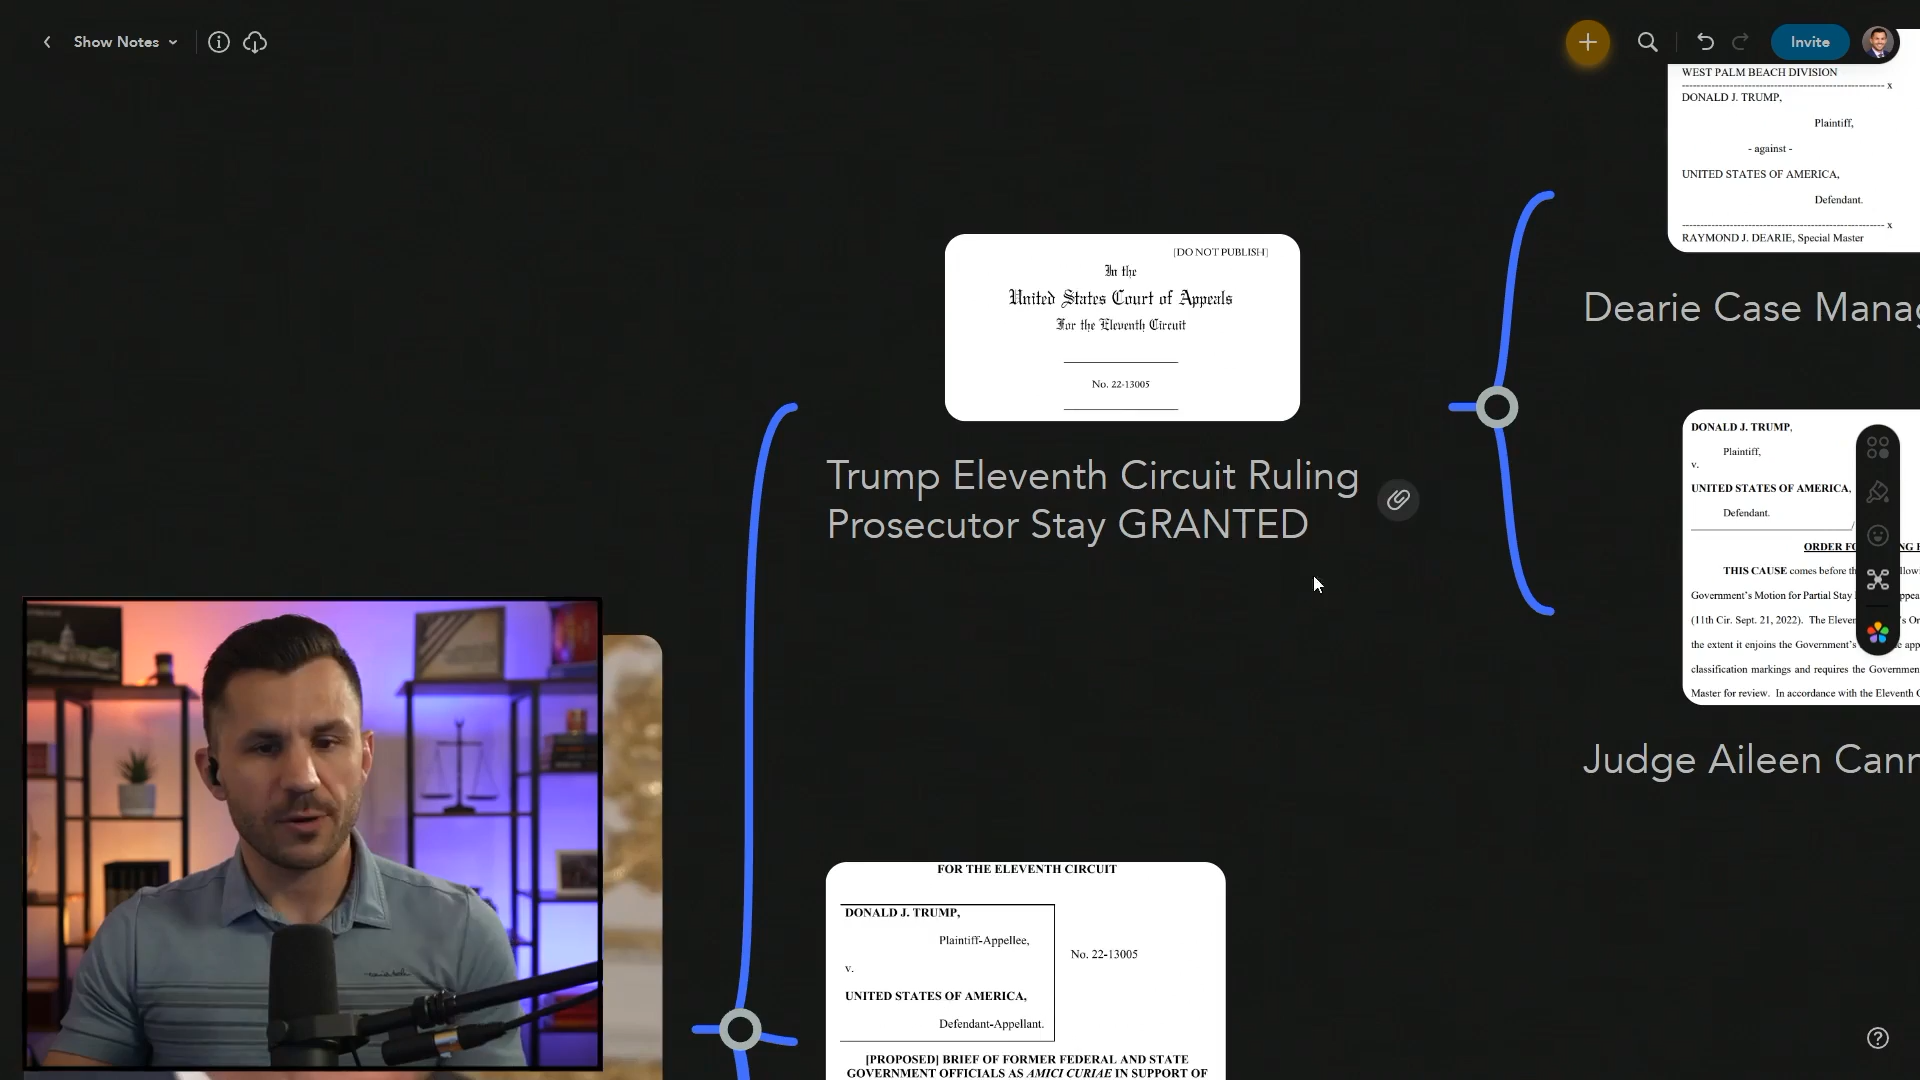 Show Notes
Invite
WEST PALM BEACH DIVISION
x
DONALD J. TRUMP,
Plaintiff,
- against -
UNITED STATES OF AMERICA,
Defendant.
x
RAYMOND J. DEARIE, Special Master
Dearie Case Manag
[DO NOT PUBLISH]
In the
United States Court of Appeals
For the Eleventh Circuit
No. 22-13005
Trump Eleventh Circuit Ruling
Prosecutor Stay GRANTED
DONALD J. TRUMP,
Plaintiff,
v.
UNITED STATES OF AMERICA,
Defendant.
/
ORDER FO
THIS CAUSE comes before th
Government's Motion for Partial Stay
(11th Cir. Sept. 21, 2022). The Eleven 's Or
the extent it enjoins the Government's
classification markings and requires the Governmen
Master for review. In accordance with the Eleventh C
Judge Aileen Cann
FOR THE ELEVENTH CIRCUIT
DONALD J. TRUMP,
Plaintiff-Appellee,
v.
No. 22-13005
UNITED STATES OF AMERICA,
Defendant-Appellant.
[PROPOSED] BRIEF OF FORMER FEDERAL AND STATE
GOVERNMENT OFFICIALS AS AMICI CURIAE IN SUPPORT OF